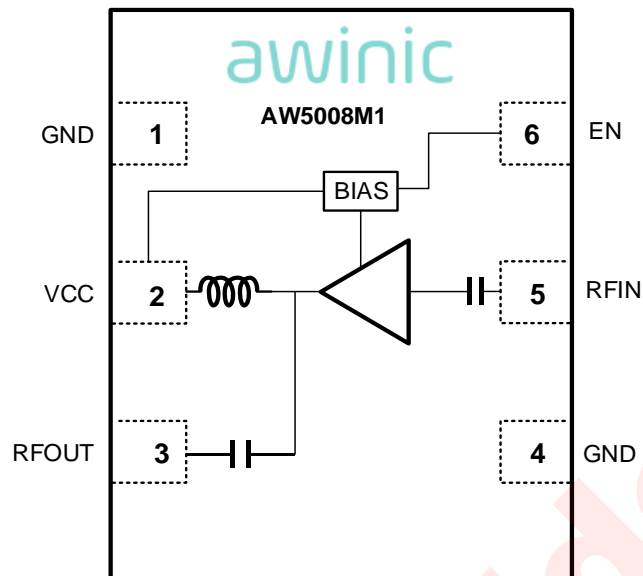 awinic
AW5008M1
GND 1 6 EN
BIAS
VCC 2 5 RFIN
RFOUT 3 4 GND